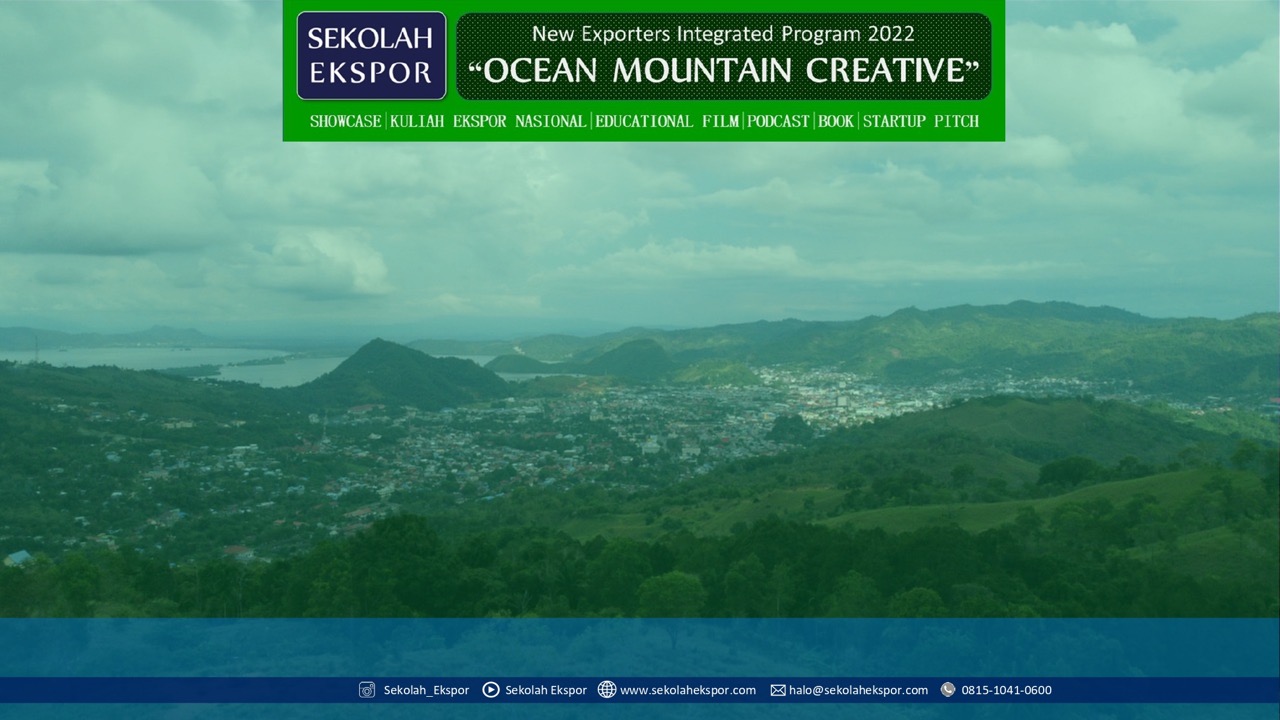 SEKOLAH
EKSPOR
New Exporters Integrated Program 2022
“OCEAN MOUNTAIN CREATIVE”
SHOWCASE|KULIAH EKSPOR NASIONAL|EDUCATIONAL FILM|PODCAST|BOOK|STARTUP PITCH
Sekolah_Ekspor Sekolah Ekspor www.sekolahekspor.com halo@sekolahekspor.com 0815-1041-0600